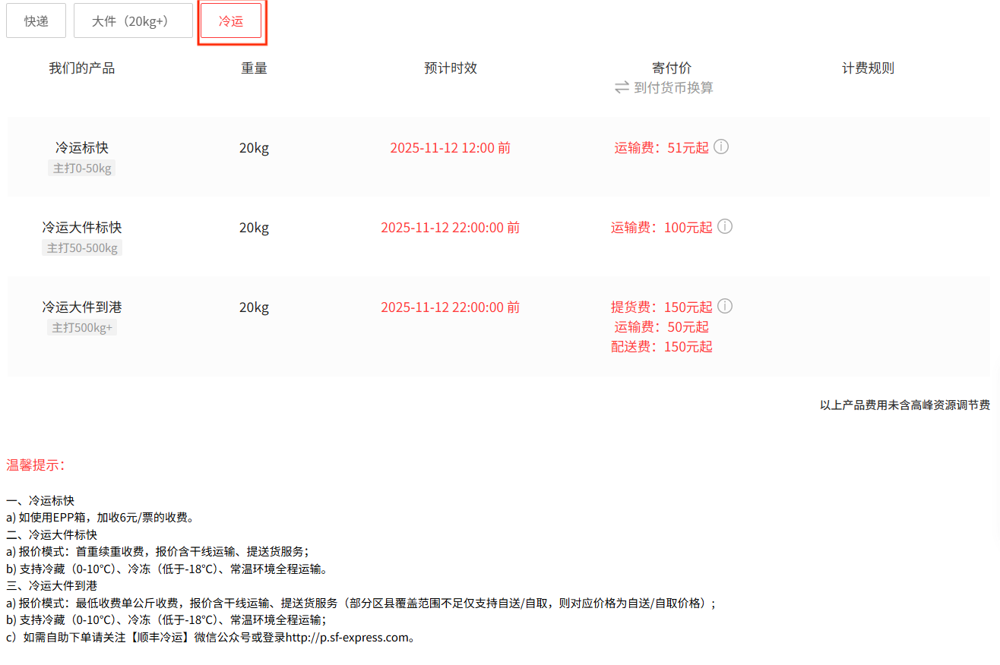 快递 大件（20kg+） 冷运
我们的产品 重量 预计时效 寄付价 计费规则
到付货币换算
冷运标快 20kg 2025-11-12 12:00 前 运输费：51元起
主打0-50kg
冷运大件标快 20kg 2025-11-12 22:00:00 前 运输费：100元起
主打50-500kg
冷运大件到港 20kg 2025-11-12 22:00:00 前 提货费：150元起
主打500kg+ 运输费：50元起
配送费：150元起
以上产品费用未含高峰资源调节费
温馨提示：
一、冷运标快
a) 如使用EPP箱，加收6元/票的收费。
二、冷运大件标快
a) 报价模式：首重续重收费，报价含干线运输、提送货服务；
b) 支持冷藏（0-10℃）、冷冻（低于-18℃）、常温环境全程运输。
三、冷运大件到港
a) 报价模式：最低收费单公斤收费，报价含干线运输、提送货服务（部分区县覆盖范围不足仅支持自送/自取，则对应价格为自送/自取价格）;
b) 支持冷藏（0-10℃）、冷冻（低于-18℃）、常温环境全程运输；
c）如需自助下单请关注【顺丰冷运】微信公众号或登录http://p.sf-express.com。